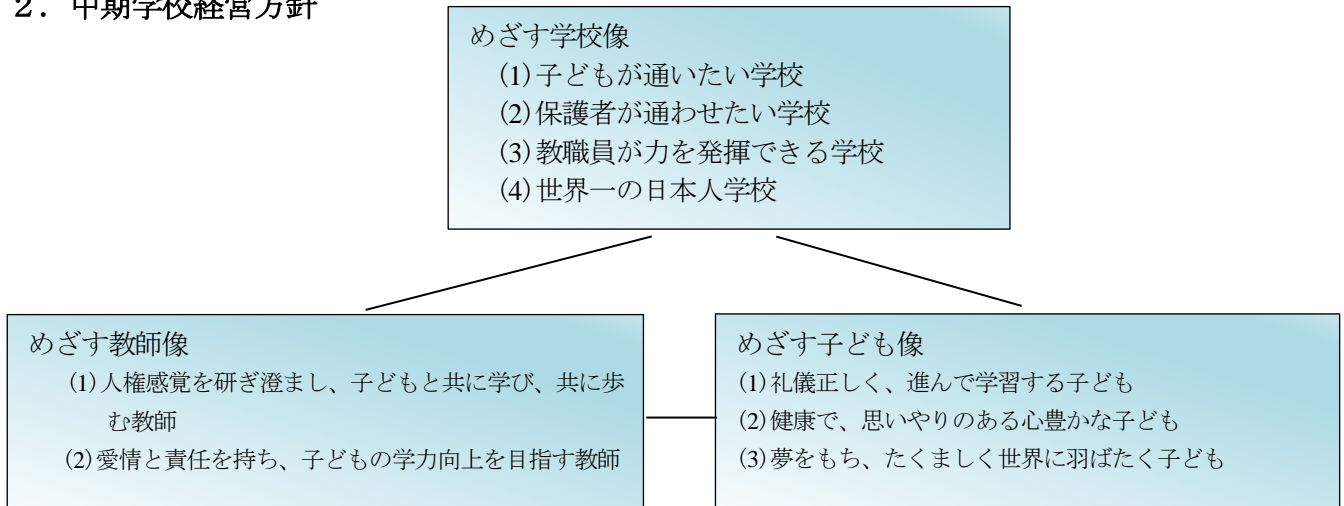 2．中期学校経営方針
めざす学校像
(1)子どもが通いたい学校
(2)保護者が通わせたい学校
(3)教職員が力を発揮できる学校
(4)世界一の日本人学校
めざす教師像
(1)人権感覚を研ぎ澄まし、子どもと共に学び、共に歩
む教師
(2)愛情と責任を持ち、子どもの学力向上を目指す教師
めざす子ども像
(1)礼儀正しく、進んで学習する子ども
(2)健康で、思いやりのある心豊かな子ども
(3)夢をもち、たくましく世界に羽ばたく子ども